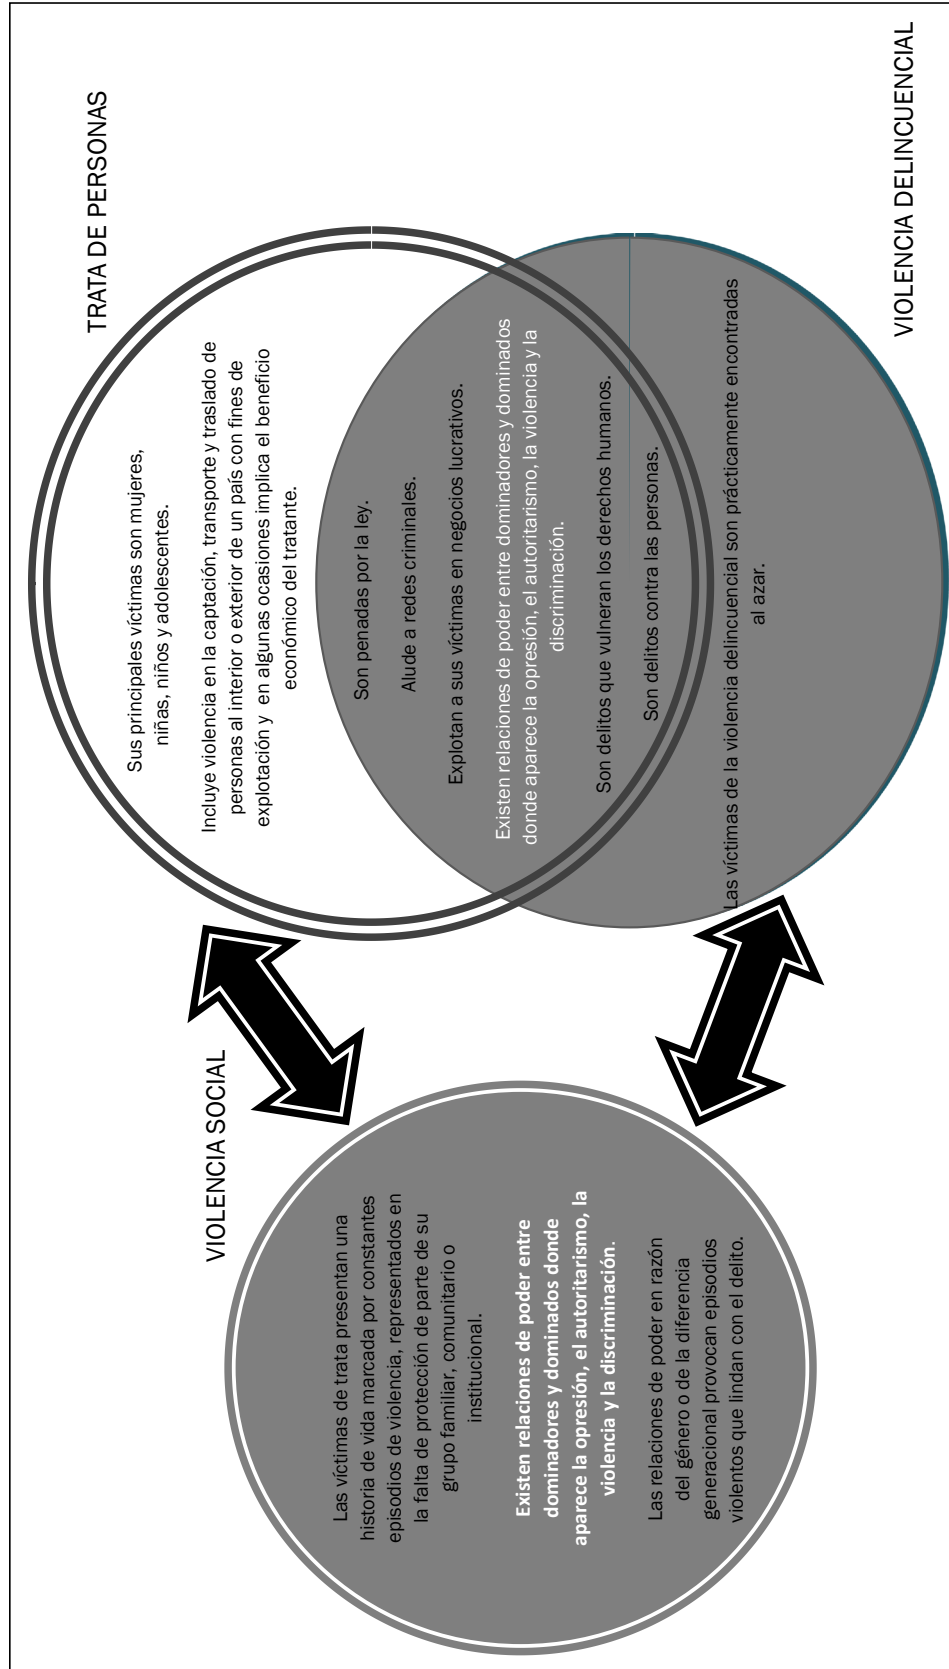 VIOLENCIA SOCIAL
Las víctimas de trata presentan una
historia de vida marcada por constantes
episodios de violencia, representados en
la falta de protección de parte de su
grupo familiar, comunitario o
institucional.
Existen relaciones de poder entre
dominadores y dominados donde
aparece la opresión, el autoritarismo, la
violencia y la discriminación.
Las relaciones de poder en razón
del género o de la diferencia
generacional provocan episodios
violentos que lindan con el delito.
TRATA DE PERSONAS
Sus principales víctimas son mujeres,
niñas, niños y adolescentes.
Incluye violencia en la captación, transporte y traslado de
personas al interior o exterior de un país con fines de
explotación y en algunas ocasiones implica el beneficio
económico del tratante.
Son penadas por la ley.
Alude a redes criminales.
Explotan a sus víctimas en negocios lucrativos.
Existen relaciones de poder entre dominadores y dominados
donde aparece la opresión, el autoritarismo, la violencia y la
discriminación.
Son delitos que vulneran los derechos humanos.
Son delitos contra las personas.
Las víctimas de la violencia delincuencial son prácticamente encontradas
al azar.
VIOLENCIA DELINCUENCIAL